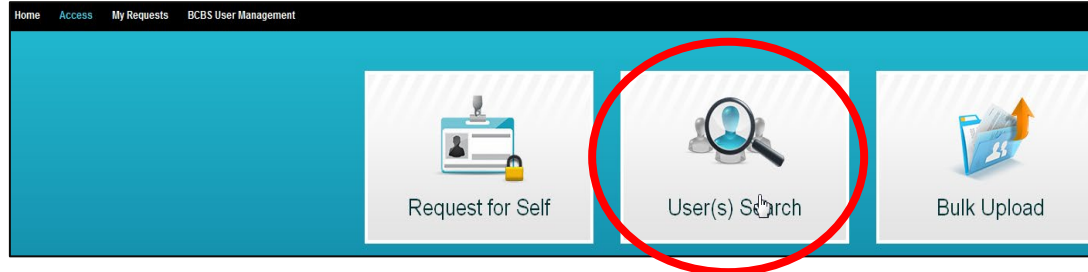 Home Access My Requests BCBS User Management
Request for Self User(s) Search Bulk Upload